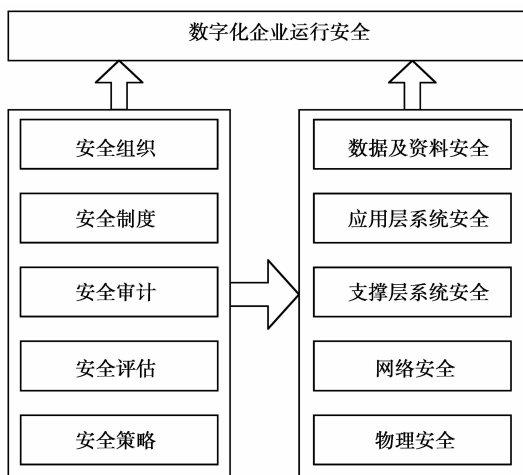 数字化企业运行安全
安全组织
安全制度
安全审计
安全评估
安全策略
数据及资料安全
应用层系统安全
支撑层系统安全
网络安全
物理安全